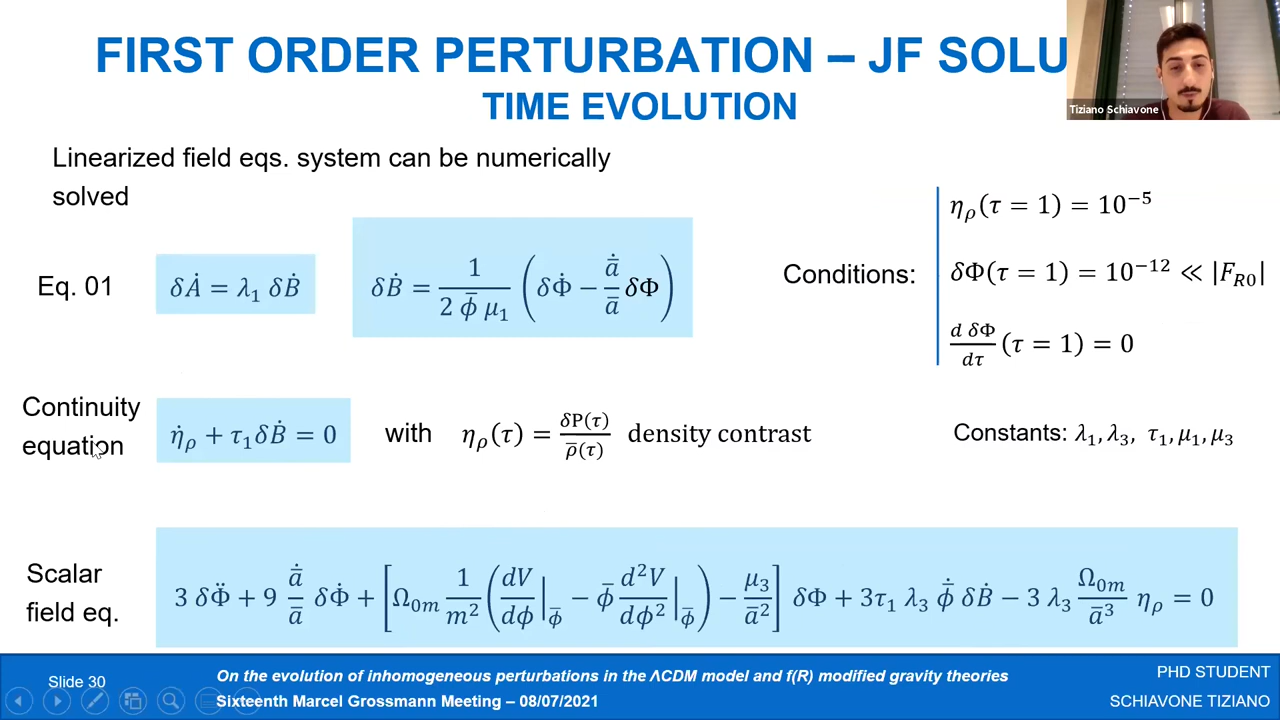 FIRST ORDER PERTURBATION – JF SOLU
TIME EVOLUTION
Tiziano Schiavone
Linearized field eqs. system can be numerically
solved
Eq. 01
δȦ = λ₁ δḂ
δḂ = 1/(2 ϕ̄ μ₁) (δΦ̇ − ǡ/ā δΦ)
Conditions:
η_ρ(τ = 1) = 10⁻⁵
δΦ(τ = 1) = 10⁻¹² ≪ |F_R0|
d δΦ/dτ (τ = 1) = 0
Continuity
equation
η̇_ρ + τ₁δḂ = 0
with
η_ρ(τ) = δΡ(τ)/ρ̄(τ) density contrast
Constants: λ₁, λ₃, τ₁, μ₁, μ₃
Scalar
field eq.
3 δΦ̈ + 9 ǡ/ā δΦ̇ + [Ω₀ₘ 1/m² (dV/dϕ|_ϕ̄ − ϕ̄ d²V/dϕ²|_ϕ̄) − μ₃/ā²] δΦ + 3τ₁ λ₃ ϕ̄̇ δḂ − 3 λ₃ Ω₀ₘ/ā³ η_ρ = 0
Slide 30
On the evolution of inhomogeneous perturbations in the ΛCDM model and f(R) modified gravity theories
Sixteenth Marcel Grossmann Meeting – 08/07/2021
PHD STUDENT
SCHIAVONE TIZIANO